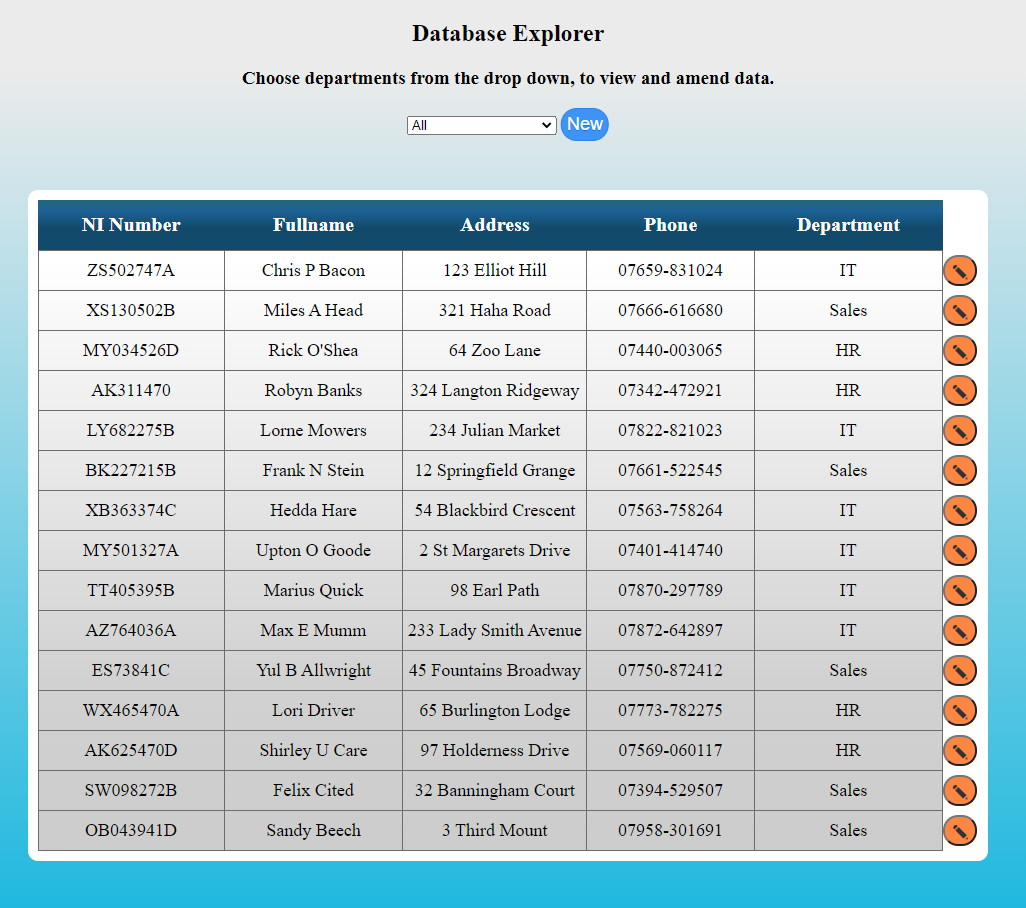 Database Explorer
Choose departments from the drop down, to view and amend data.
All New
NI Number Fullname Address Phone Department
ZS502747A Chris P Bacon 123 Elliot Hill 07659-831024 IT
XS130502B Miles A Head 321 Haha Road 07666-616680 Sales
MY034526D Rick O'Shea 64 Zoo Lane 07440-003065 HR
AK311470 Robyn Banks 324 Langton Ridgeway 07342-472921 HR
LY682275B Lorne Mowers 234 Julian Market 07822-821023 IT
BK227215B Frank N Stein 12 Springfield Grange 07661-522545 Sales
XB363374C Hedda Hare 54 Blackbird Crescent 07563-758264 IT
MY501327A Upton O Goode 2 St Margarets Drive 07401-414740 IT
TT405395B Marius Quick 98 Earl Path 07870-297789 IT
AZ764036A Max E Mumm 233 Lady Smith Avenue 07872-642897 IT
ES73841C Yul B Allwright 45 Fountains Broadway 07750-872412 Sales
WX465470A Lori Driver 65 Burlington Lodge 07773-782275 HR
AK625470D Shirley U Care 97 Holderness Drive 07569-060117 HR
SW098272B Felix Cited 32 Banningham Court 07394-529507 Sales
OB043941D Sandy Beech 3 Third Mount 07958-301691 Sales